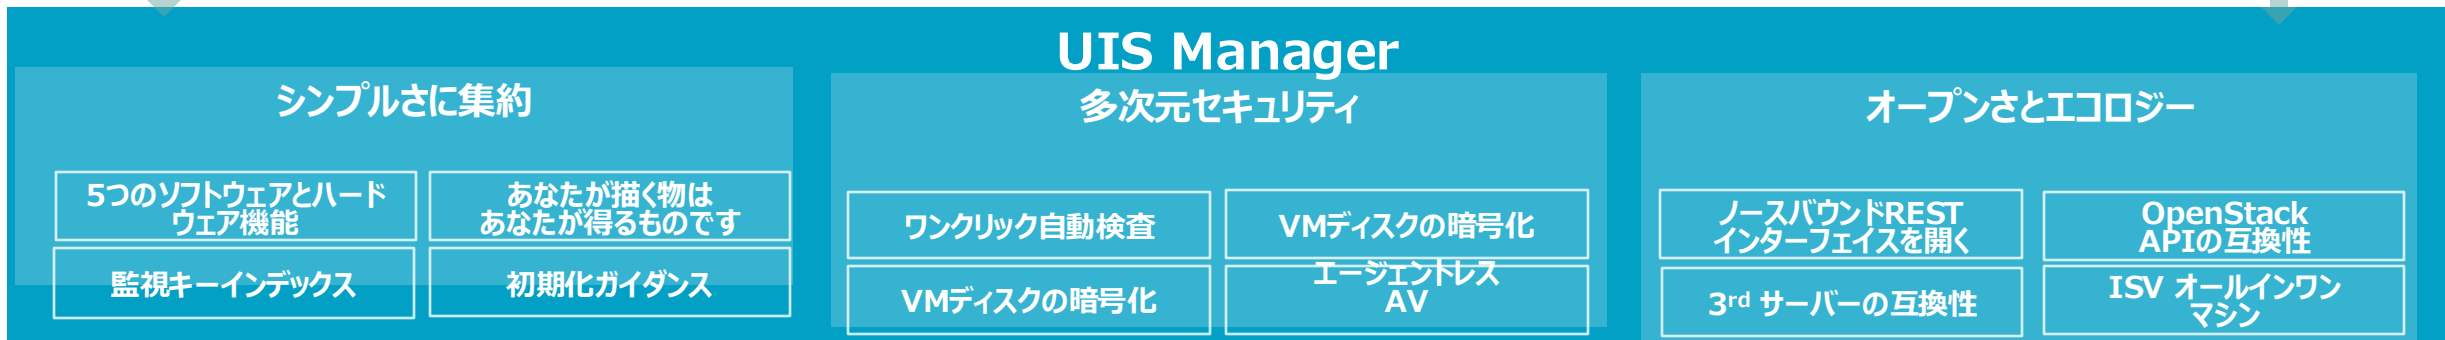 UIS Manager
シンプルさに集約
5つのソフトウェアとハード
ウェア機能
あなたが描く物は
あなたが得るものです
監視キーインデックス
初期化ガイダンス
多次元セキュリティ
ワンクリック自動検査
VMディスクの暗号化
VMディスクの暗号化
エージェントレス
AV
オープンさとエコロジー
ノースバウンドREST
インターフェイスを開く
OpenStack
APIの互換性
3rd サーバーの互換性
ISV オールインワン
マシン